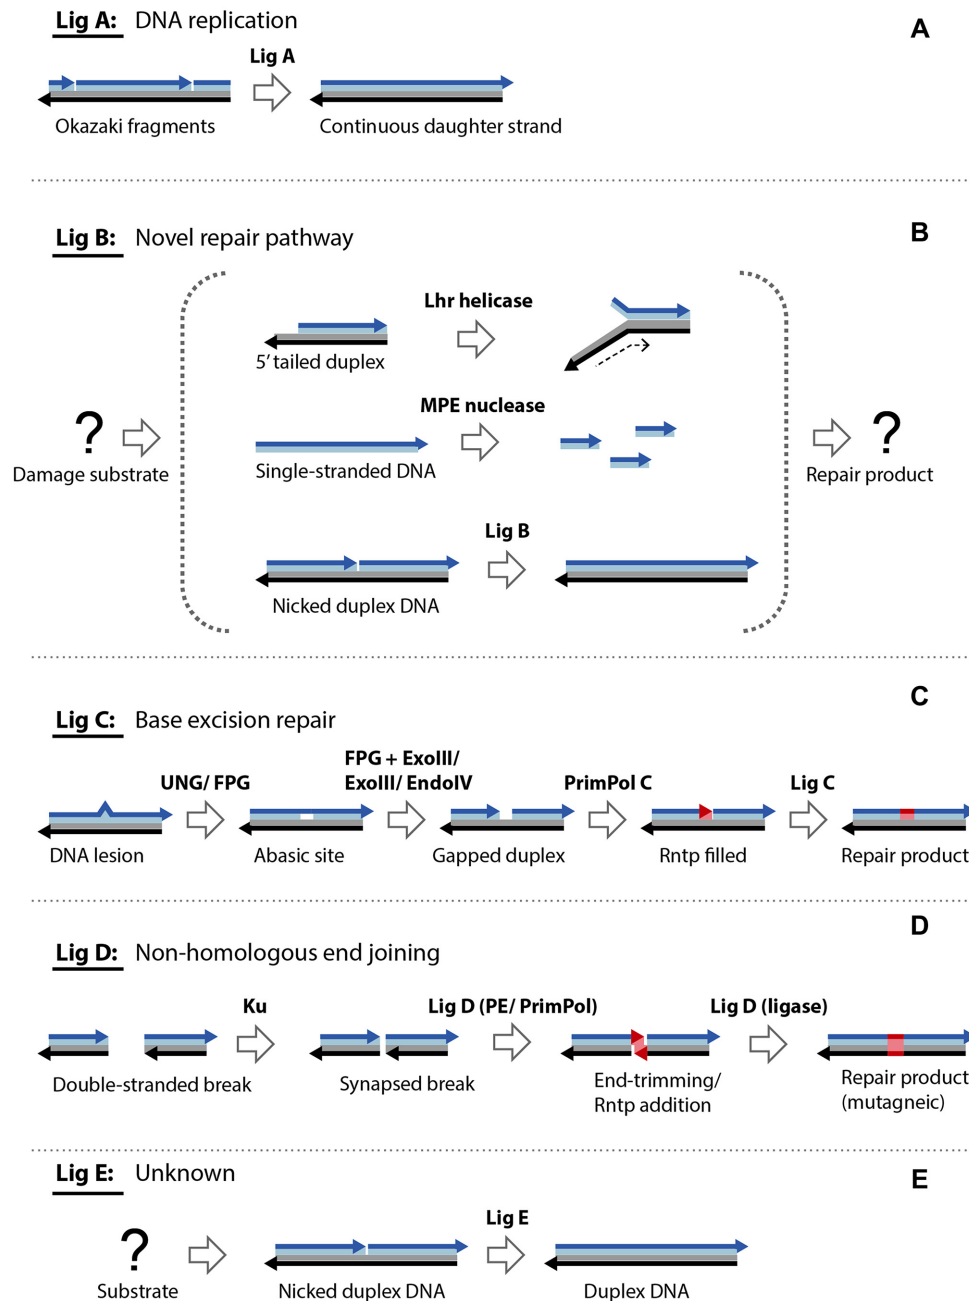 Lig A: DNA replication
A
Lig A
Okazaki fragments
Continuous daughter strand
Lig B: Novel repair pathway
B
Lhr helicase
5' tailed duplex
MPE nuclease
?
Damage substrate
Single-stranded DNA
?
Repair product
Lig B
Nicked duplex DNA
Lig C: Base excision repair
C
UNG/ FPG
FPG + ExoIII/
ExoIII/ EndoIV
PrimPol C
Lig C
DNA lesion
Abasic site
Gapped duplex
Rntp filled
Repair product
Lig D: Non-homologous end joining
D
Ku
Lig D (PE/ PrimPol)
Lig D (ligase)
Double-stranded break
Synapsed break
End-trimming/
Rntp addition
Repair product
(mutagneic)
Lig E: Unknown
E
Lig E
?
Substrate
Nicked duplex DNA
Duplex DNA